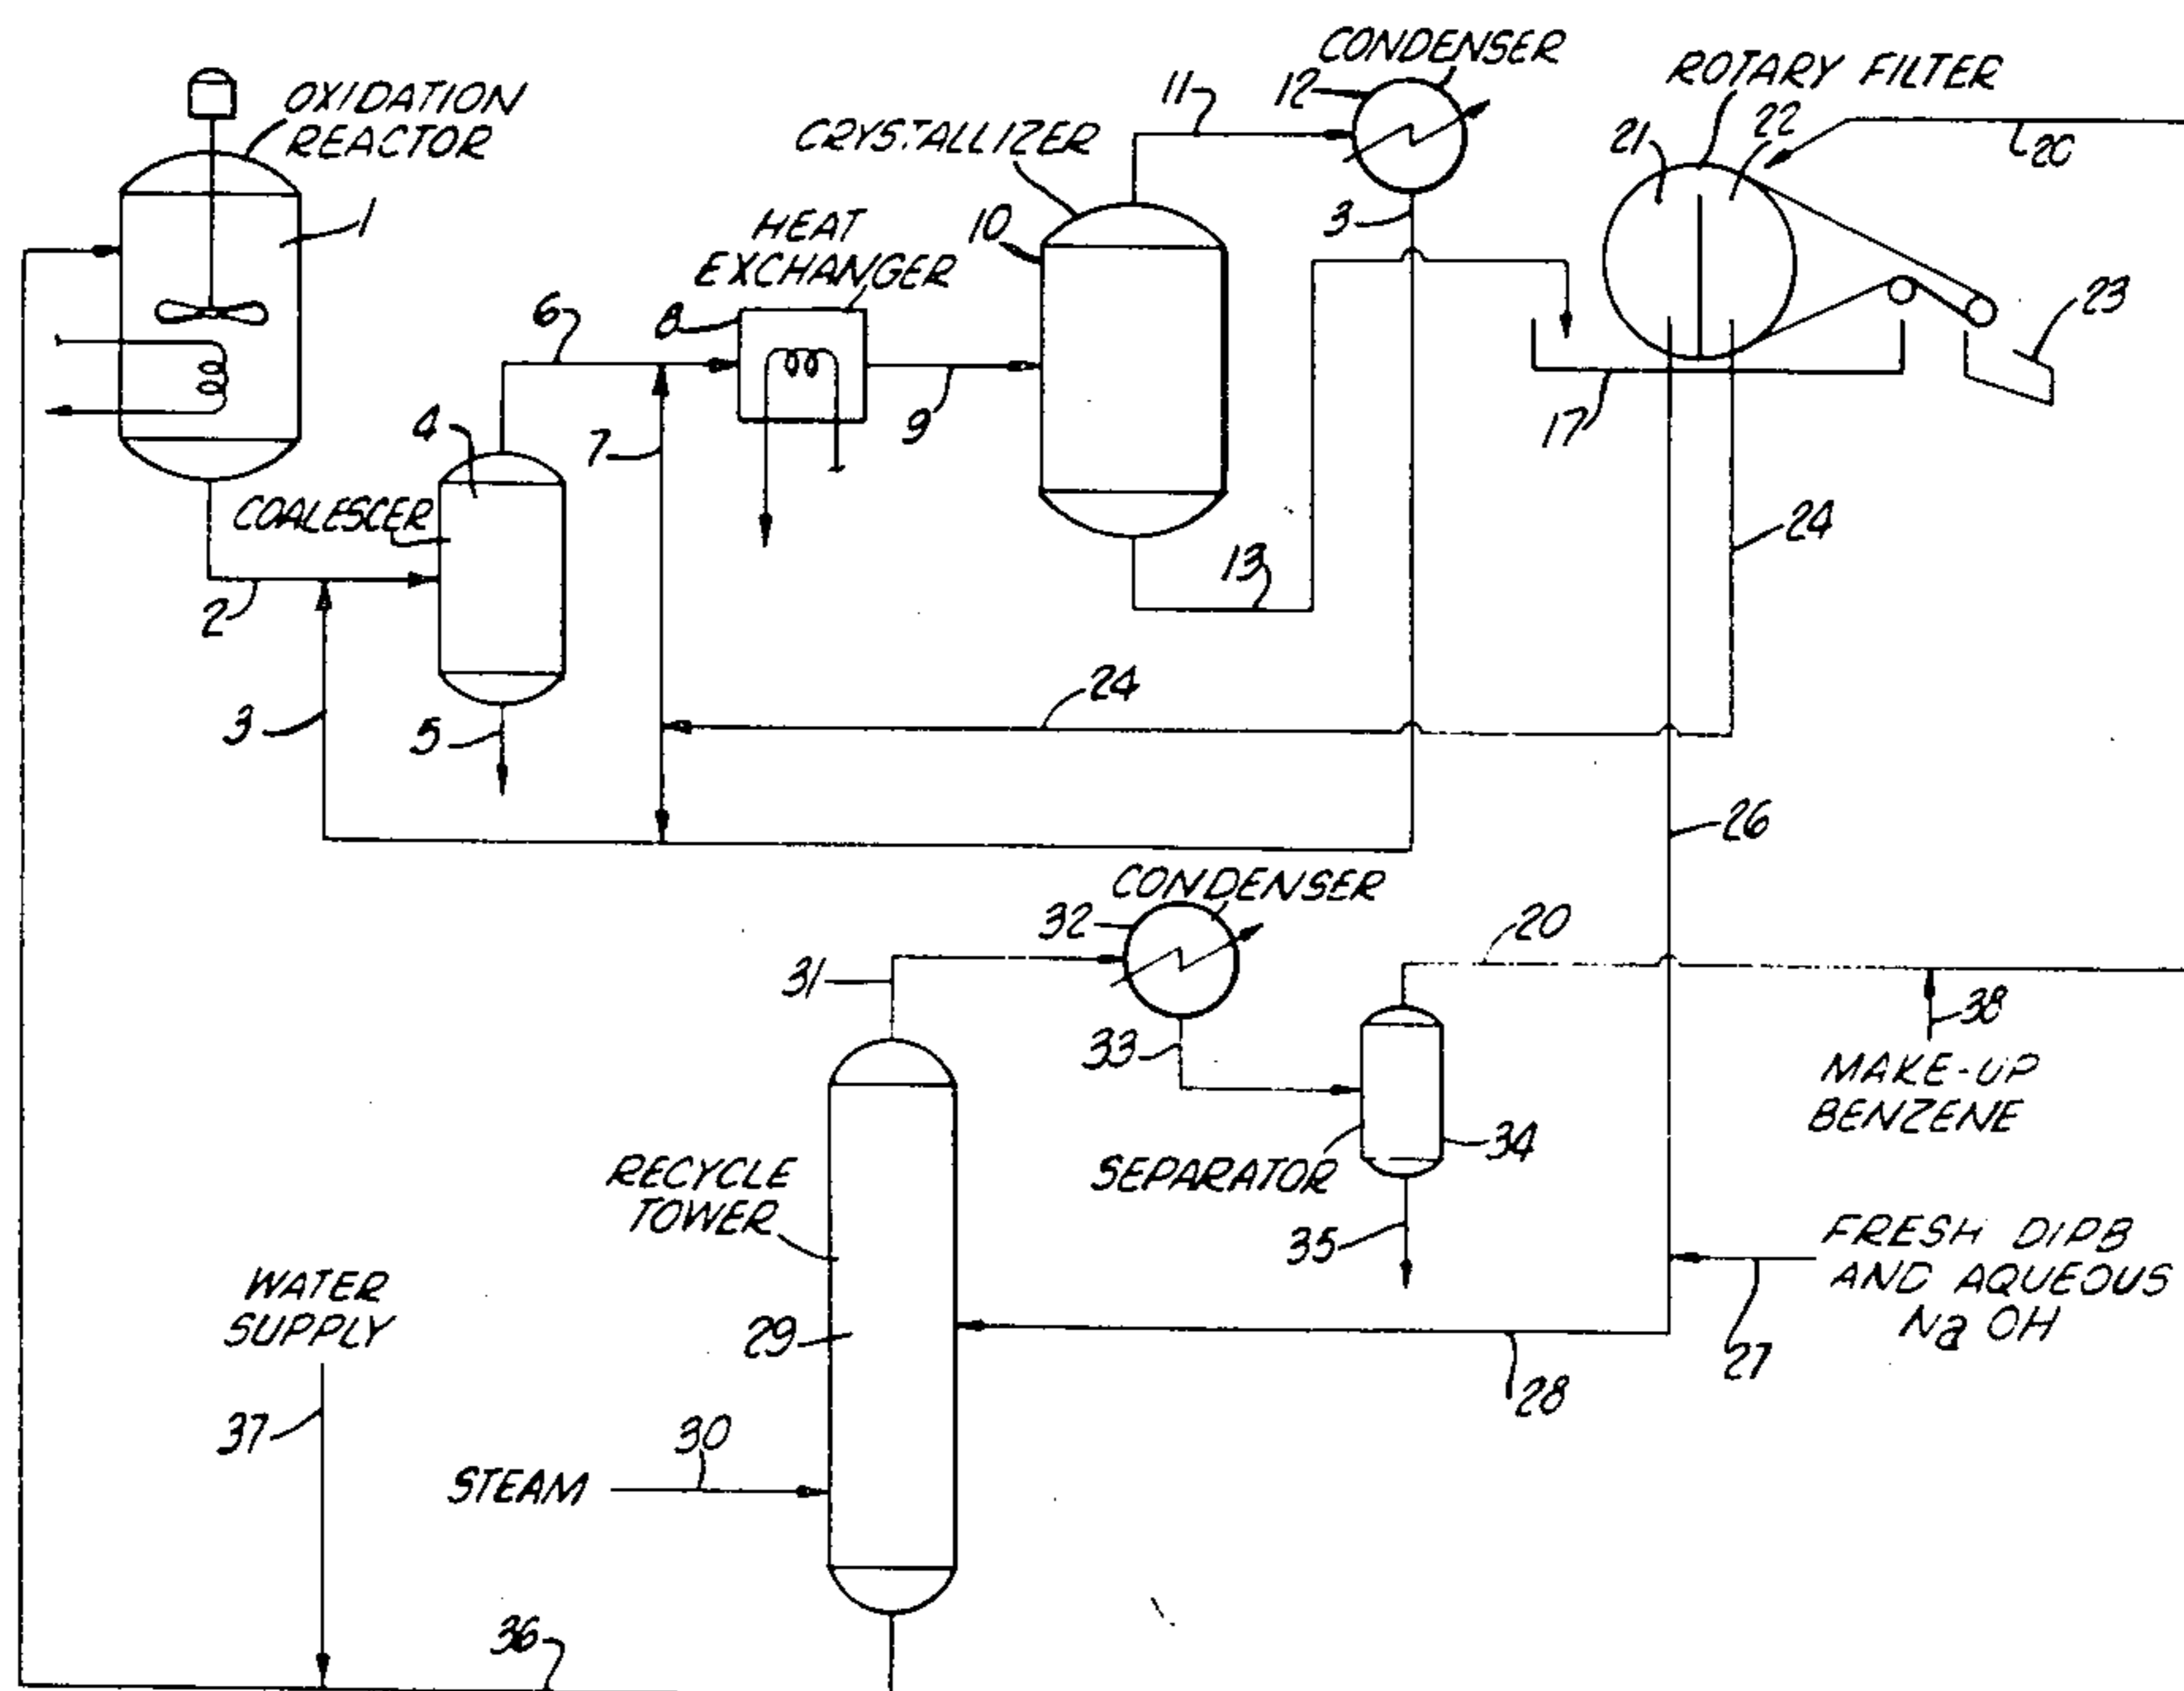 OXIDATION
REACTOR
1
CONDENSER
12
11
CRYSTALLIZER
10
3
ROTARY FILTER
21
22
20
23
HEAT
EXCHANGER
8
6
9
7
4
COALESCER
2
3
5
13
17
24
24
26
CONDENSER
32
31
33
20
38
MAKE-UP
BENZENE
SEPARATOR
34
35
RECYCLE
TOWER
29
FRESH DIPB
AND AQUEOUS
Na OH
27
28
WATER
SUPPLY
37
STEAM
30
36